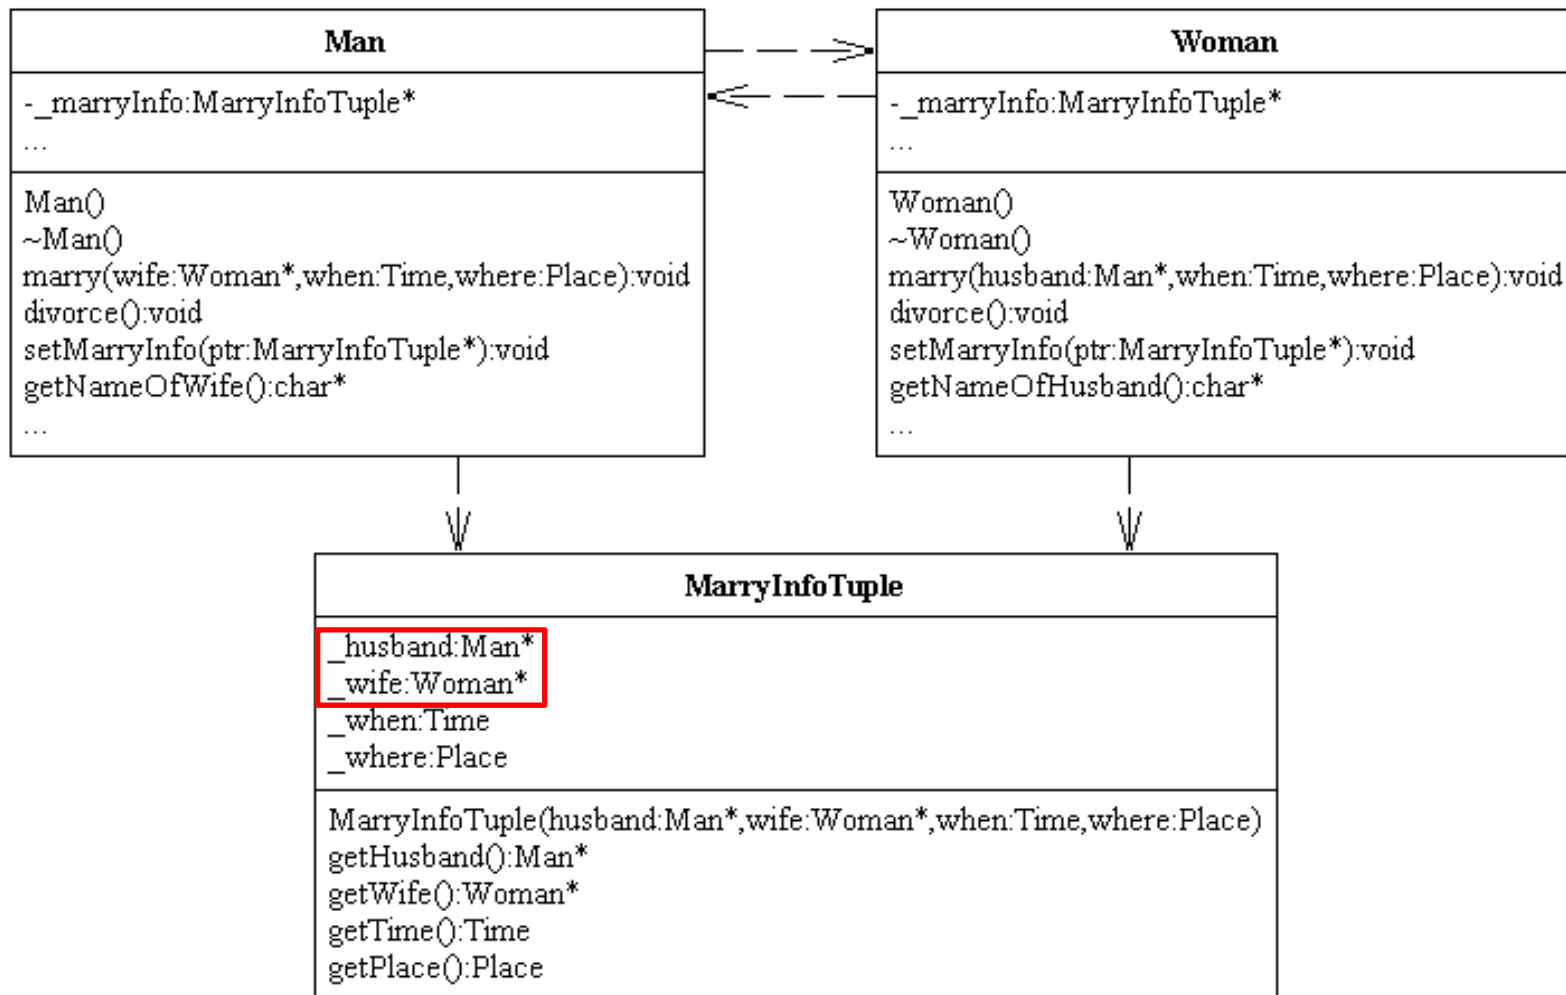 Man
-_marryInfo:MarryInfoTuple*
...
Man()
~Man()
marry(wife:Woman*,when:Time,where:Place):void
divorce():void
setMarryInfo(ptr:MarryInfoTuple*):void
getNameOfWife():char*
...
Woman
-_marryInfo:MarryInfoTuple*
...
Woman()
~Woman()
marry(husband:Man*,when:Time,where:Place):void
divorce():void
setMarryInfo(ptr:MarryInfoTuple*):void
getNameOfHusband():char*
...
MarryInfoTuple
_husband:Man*
_wife:Woman*
_when:Time
_where:Place
MarryInfoTuple(husband:Man*,wife:Woman*,when:Time,where:Place)
getHusband():Man*
getWife():Woman*
getTime():Time
getPlace():Place